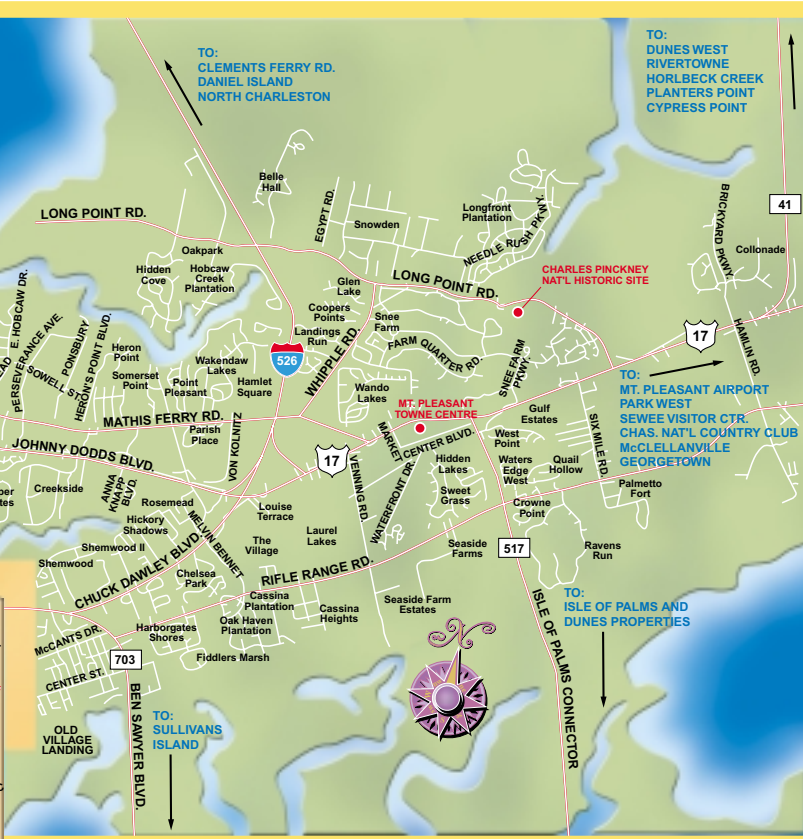 TO:
CLEMENTS FERRY RD.
DANIEL ISLAND
NORTH CHARLESTON
TO:
DUNES WEST
RIVERTOWNE
HORLBECK CREEK
PLANTERS POINT
CYPRESS POINT
Belle
Hall
LONG POINT RD.
EGYPT RD.
Snowden
Longfront
Plantation
NEEDLE RUSH PK-WY.
BRICKYARD PKWY.
41
Collonade
Oakpark
Hidden
Cove
Hobcaw
Creek
Plantation
Glen
Lake
LONG POINT RD.
CHARLES PINCKNEY
NAT'L HISTORIC SITE
E. HOBCAW DR.
PERSEVERANCE AVE.
PONSBURY
HERON'S POINT BLVD.
SOWELL ST.
Heron
Point
Somerset
Point
Coopers
Points
Landings
Run
Snee
Farm
FARM QUARTER RD.
SNEE FARM
PKWY.
17
HAMLIN RD.
526
WHIPPLE RD.
Wakendaw
Lakes
Point
Pleasant
Hamlet
Square
Wando
Lakes
MT. PLEASANT
TOWNE CENTRE
TO:
MT. PLEASANT AIRPORT
PARK WEST
SEWEE VISITOR CTR.
CHAS. NAT'L COUNTRY CLUB
McCLELLANVILLE
GEORGETOWN
MATHIS FERRY RD.
Parish
Place
VON KOLNITZ
MARKET
CENTER BLVD.
Gulf
Estates
SIX MILE RD.
West
Point
JOHNNY DODDS BLVD.
17
VENNING RD.
WATERFRONT DR.
Hidden
Lakes
Waters
Edge
West
Quail
Hollow
Palmetto
Fort
Creekside
ANNA
KNAPP
BLVD.
Rosemead
Hickory
Shadows
MELVIN BENNET
Louise
Terrace
Sweet
Grass
Crowne
Point
Shemwood II
Shemwood
The
Village
Laurel
Lakes
Seaside
Farms
517
Ravens
Run
CHUCK DAWLEY BLVD.
Chelsea
Park
RIFLE RANGE RD.
Cassina
Plantation
Cassina
Heights
Seaside Farm
Estates
TO:
ISLE OF PALMS AND
DUNES PROPERTIES
McCANTS DR.
Harborgates
Shores
Oak Haven
Plantation
ISLE OF PALMS CONNECTOR
703
Fiddlers Marsh
CENTER ST.
BEN SAWYER BLVD.
TO:
SULLIVANS
ISLAND
OLD
VILLAGE
LANDING